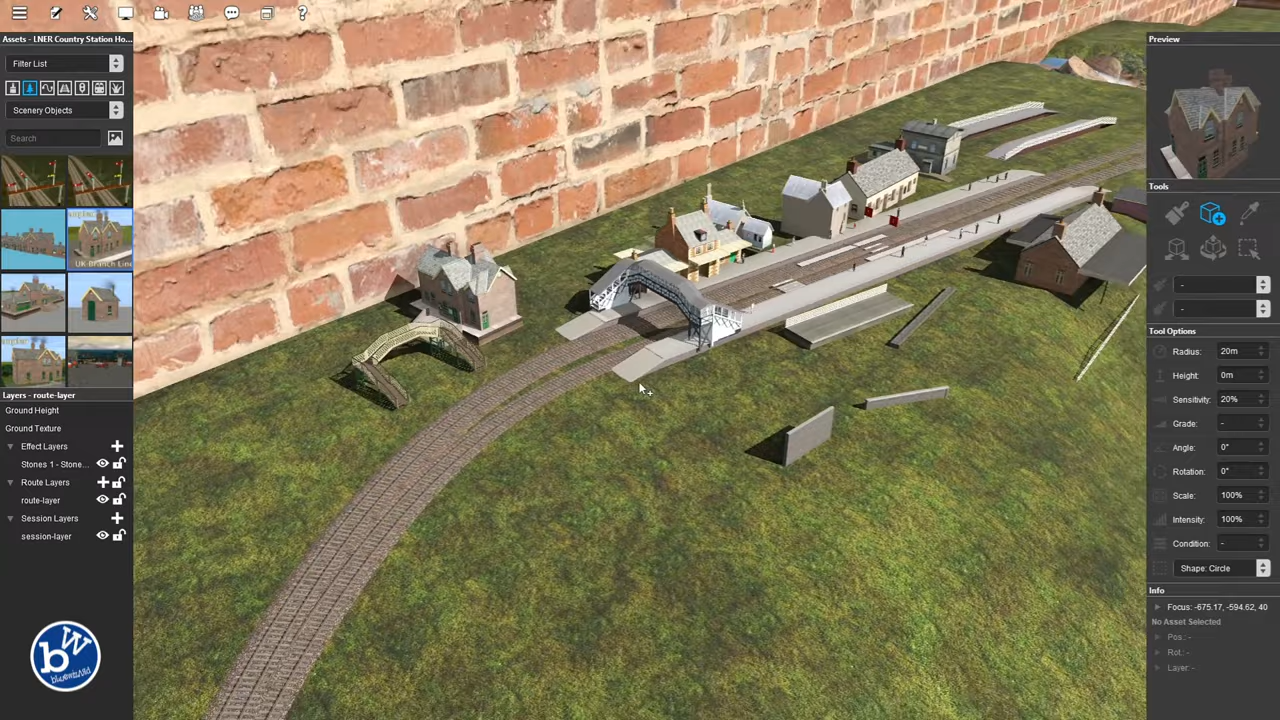 Assets - LNER Country Station Ho...
Filter List
Scenery Objects
Search
UK Branch Line
Layers - route-layer
Ground Height
Ground Texture
Effect Layers
Stones 1 - Stone...
Route Layers
route-layer
Session Layers
session-layer
bw
bluewizard
Preview
Tools
-
-
Tool Options
Radius: 20m
Height: 0m
Sensitivity: 20%
Grade: -
Angle: 0°
Rotation: 0°
Scale: 100%
Intensity: 100%
Condition: -
Shape: Circle
Info
Focus: -675.17, -594.62, 40
No Asset Selected
Pos.: -
Rot.: -
Layer: -